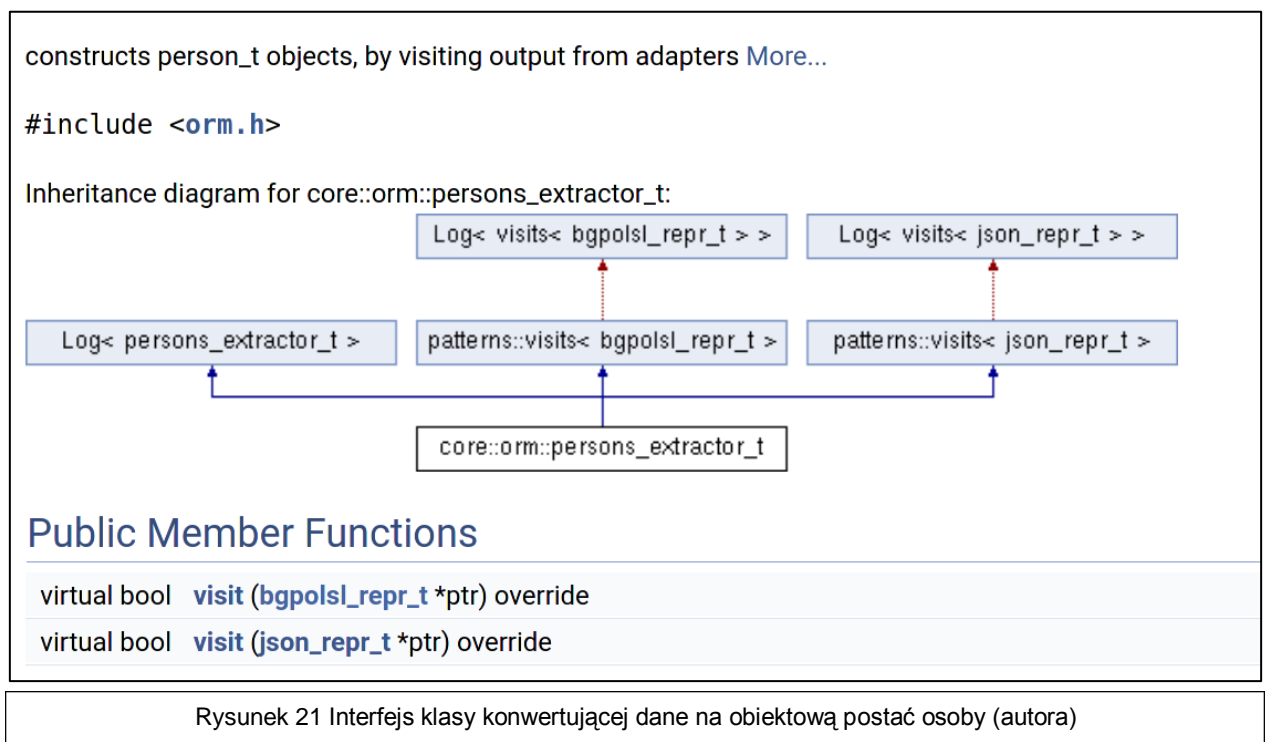 constructs person_t objects, by visiting output from adapters More...
#include <orm.h>
Inheritance diagram for core::orm::persons_extractor_t:
Log< visits< bgpolsl_repr_t > >
Log< visits< json_repr_t > >
Log< persons_extractor_t >
patterns::visits< bgpolsl_repr_t >
patterns::visits< json_repr_t >
core::orm::persons_extractor_t
Public Member Functions
virtual bool visit (bgpolsl_repr_t *ptr) override
virtual bool visit (json_repr_t *ptr) override
Rysunek 21 Interfejs klasy konwertującej dane na obiektową postać osoby (autora)